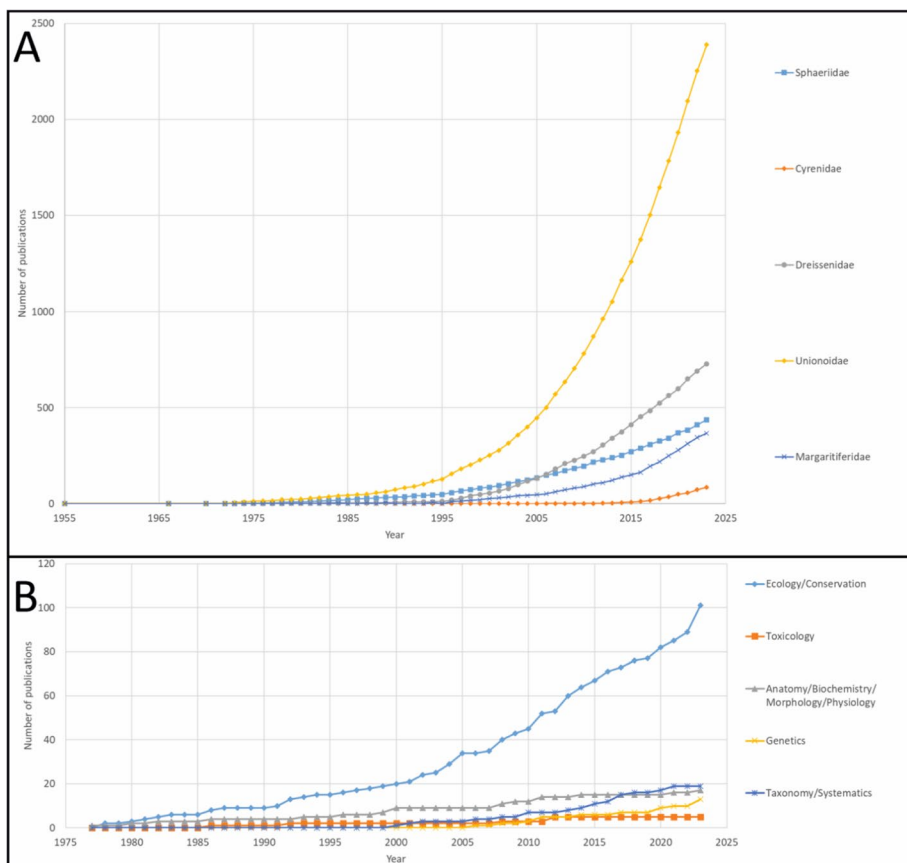 A
2500
2000
1500
1000
500
0
Number of publications
1955
1965
1975
1985
1995
2005
2015
2025
Year
Sphaeriidae
Cyrenidae
Dreissenidae
Unionoidae
Margaritiferidae
B
120
100
80
60
40
20
0
Number of publications
1975
1980
1985
1990
1995
2000
2005
2010
2015
2020
2025
Year
Ecology/Conservation
Toxicology
Anatomy/Biochemistry/
Morphology/Physiology
Genetics
Taxonomy/Systematics